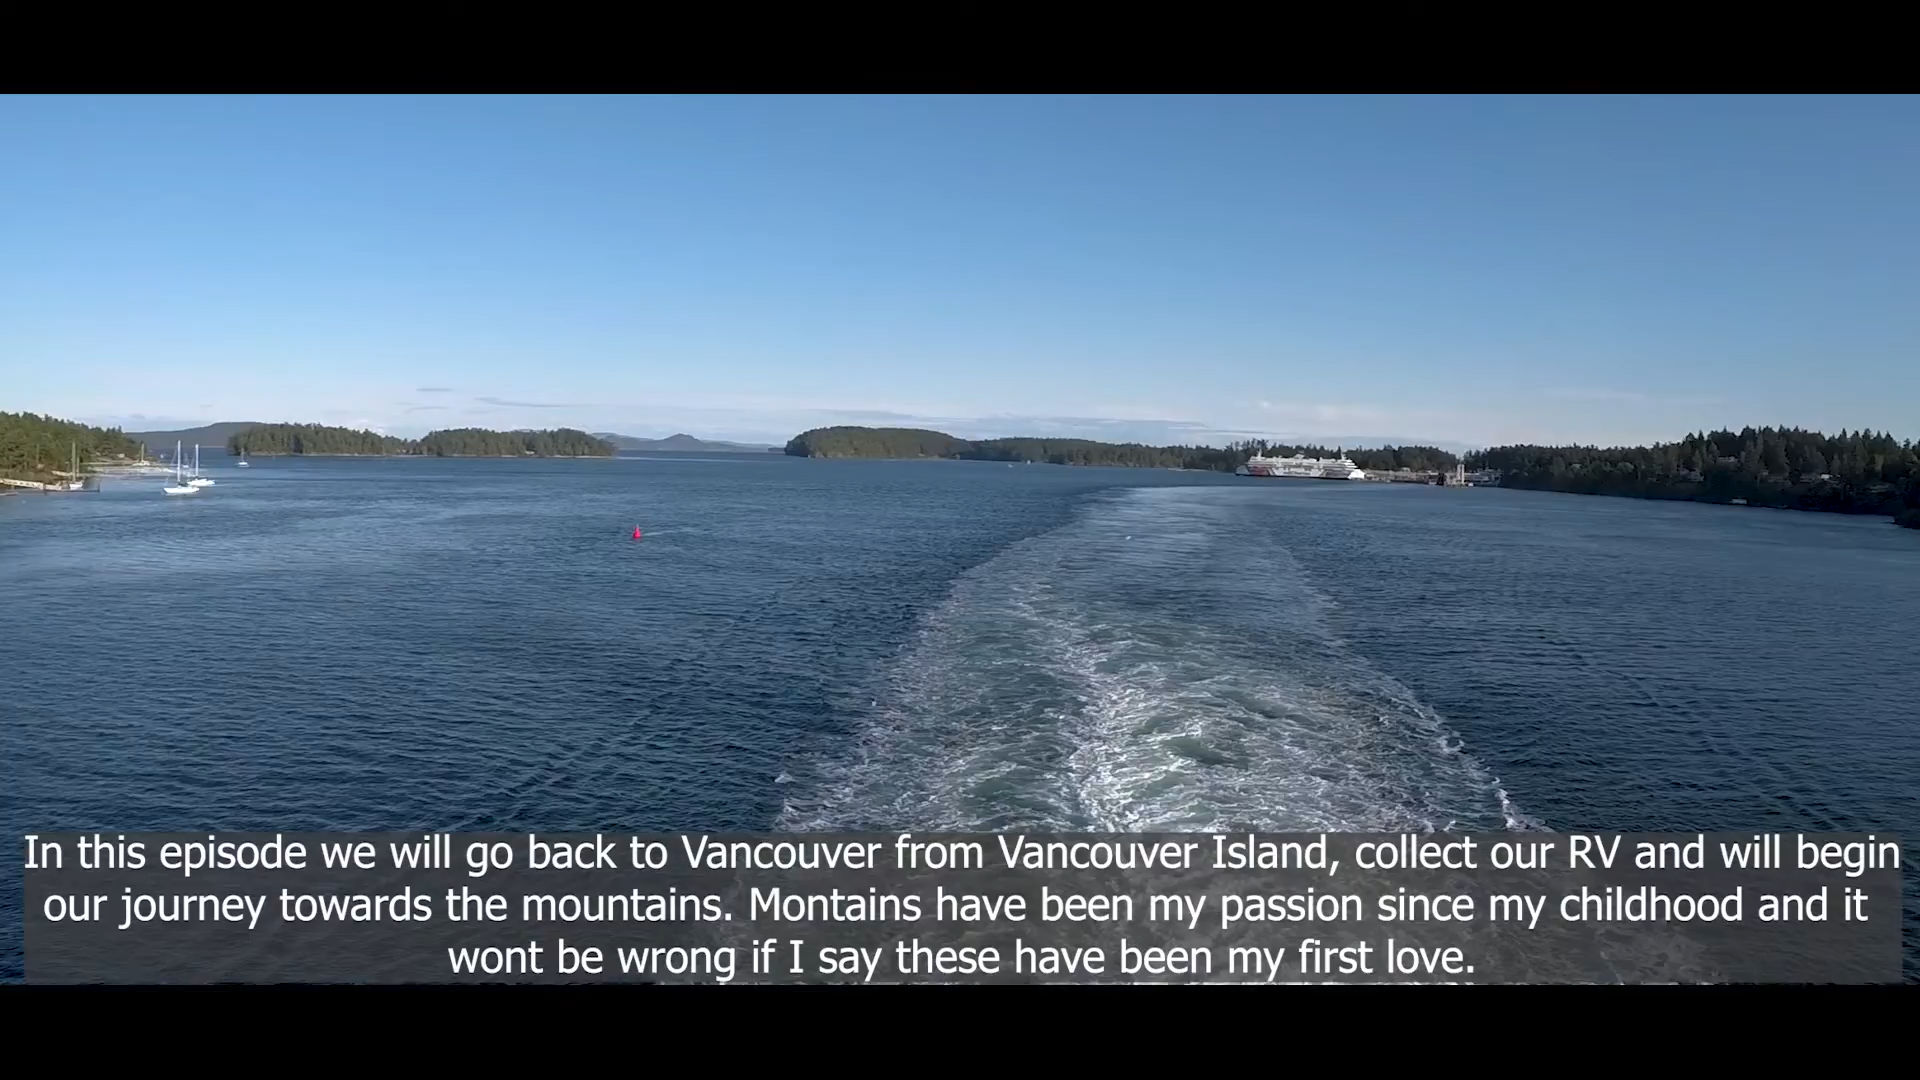 In this episode we will go back to Vancouver from Vancouver Island, collect our RV and will begin
our journey towards the mountains. Montains have been my passion since my childhood and it
wont be wrong if I say these have been my first love.